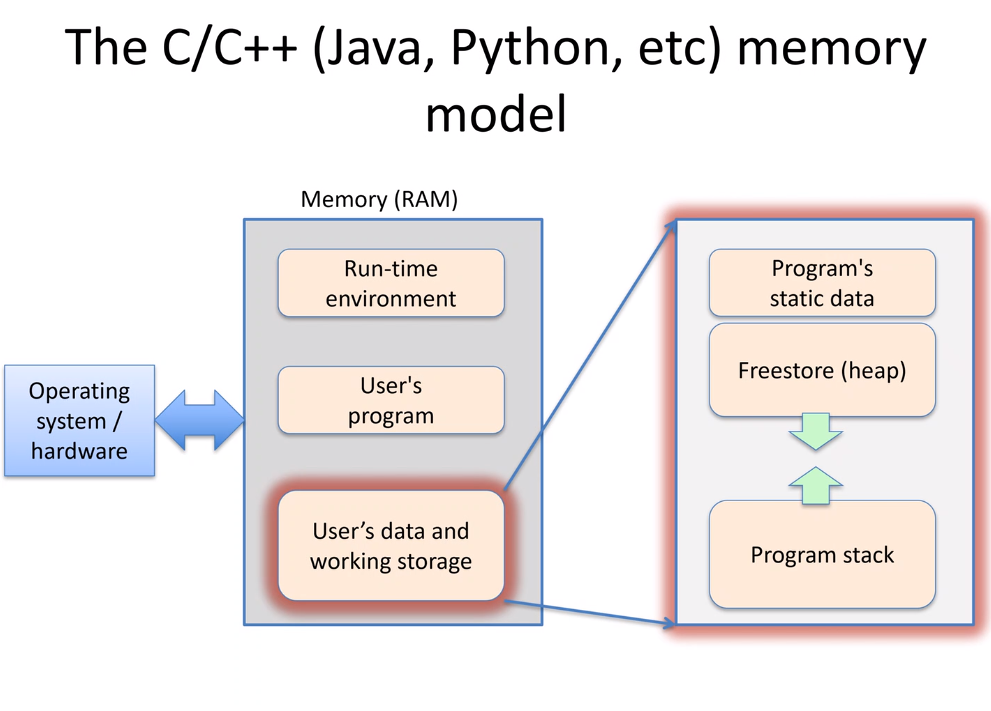 The C/C++ (Java, Python, etc) memory
model
Memory (RAM)
Operating
system /
hardware
Run-time
environment
User's
program
User’s data and
working storage
Program's
static data
Freestore (heap)
Program stack